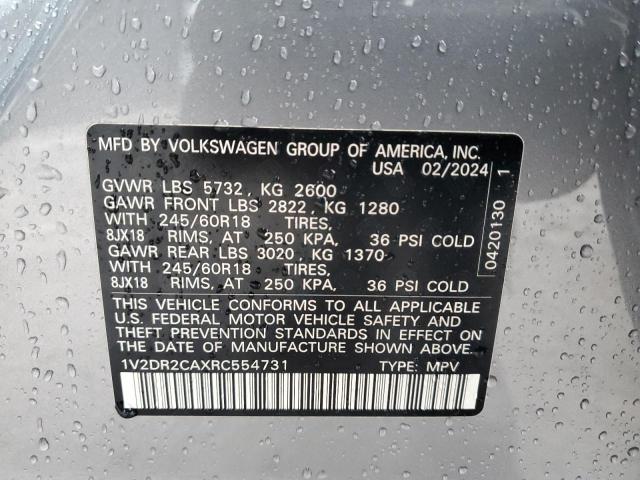 MFD BY VOLKSWAGEN GROUP OF AMERICA, INC.
USA 02/2024
GVWR LBS 5732, KG 2600
GAWR FRONT LBS 2822, KG 1280
WITH 245/60R18 TIRES,
8JX18 RIMS, AT 250 KPA, 36 PSI COLD
GAWR REAR LBS 3020, KG 1370
WITH 245/60R18 TIRES,
8JX18 RIMS, AT 250 KPA, 36 PSI COLD
THIS VEHICLE CONFORMS TO ALL APPLICABLE
U.S. FEDERAL MOTOR VEHICLE SAFETY AND
THEFT PREVENTION STANDARDS IN EFFECT ON
THE DATE OF MANUFACTURE SHOWN ABOVE.
1V2DR2CAXRC554731 TYPE: MPV
0420130 1